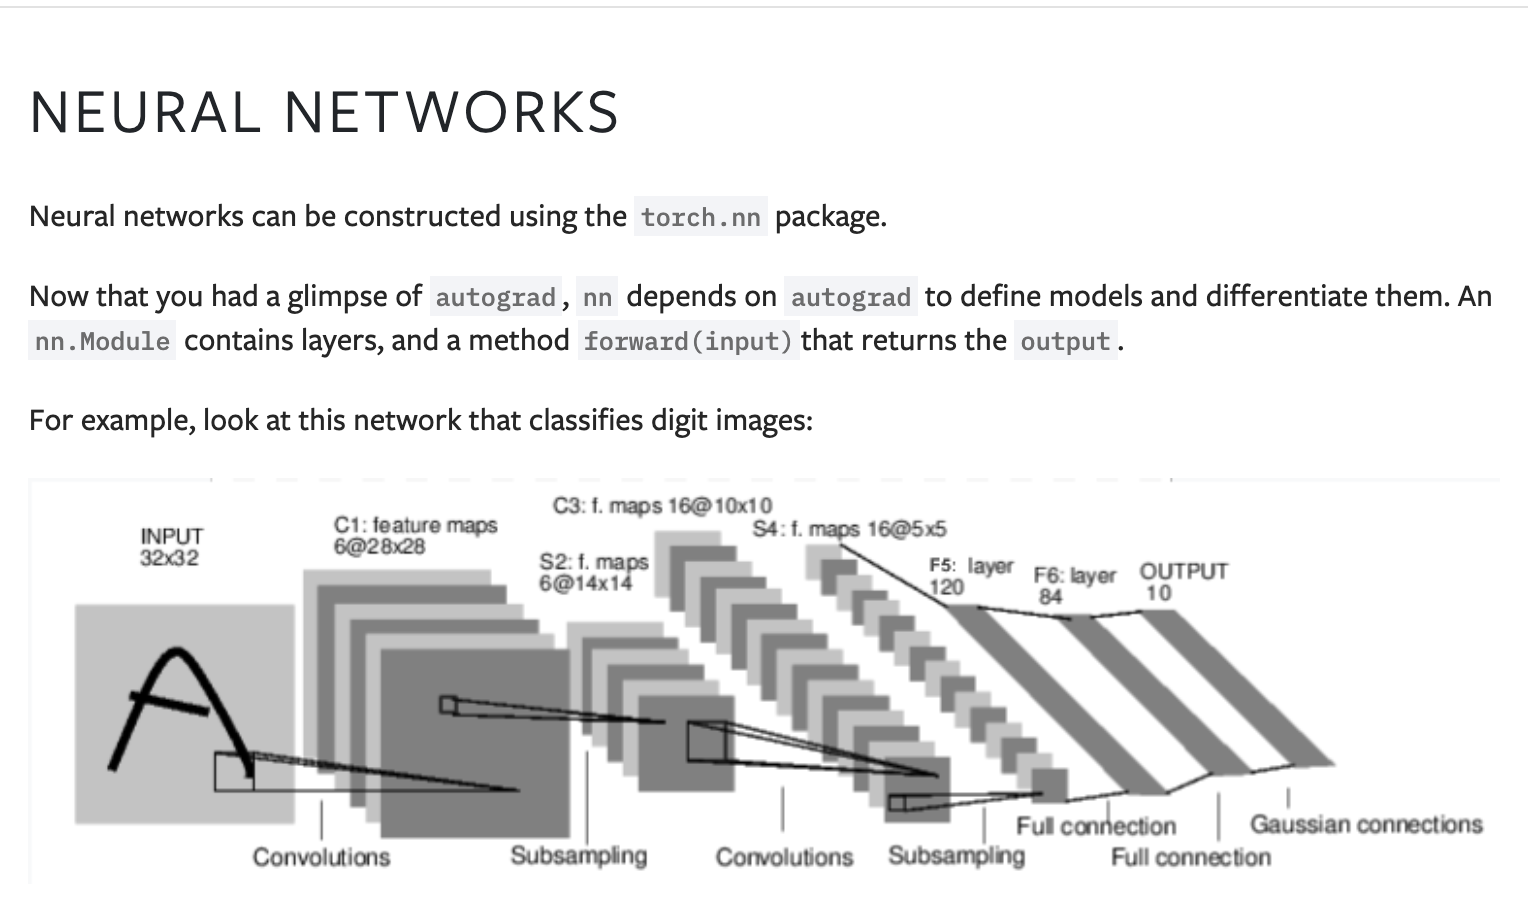 NEURAL NETWORKS
Neural networks can be constructed using the torch.nn package.
Now that you had a glimpse of autograd, nn depends on autograd to define models and differentiate them. An
nn.Module contains layers, and a method forward(input) that returns the output.
For example, look at this network that classifies digit images:
INPUT
32x32
C1: feature maps
6@28x28
S2: f. maps
6@14x14
C3: f. maps 16@10x10
S4: f. maps 16@5x5
F5: layer
120
F6: layer
84
OUTPUT
10
A
Convolutions
Subsampling
Convolutions
Subsampling
Full connection
Full connection
Gaussian connections